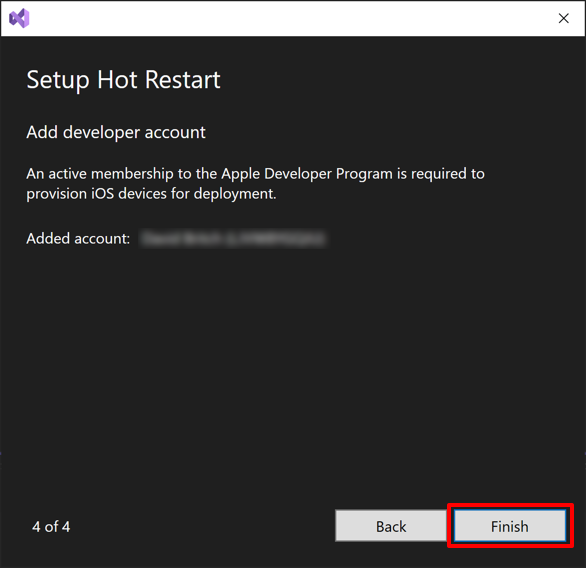 Setup Hot Restart
Add developer account
An active membership to the Apple Developer Program is required to
provision iOS devices for deployment.
Added account:
4 of 4
Back
Finish